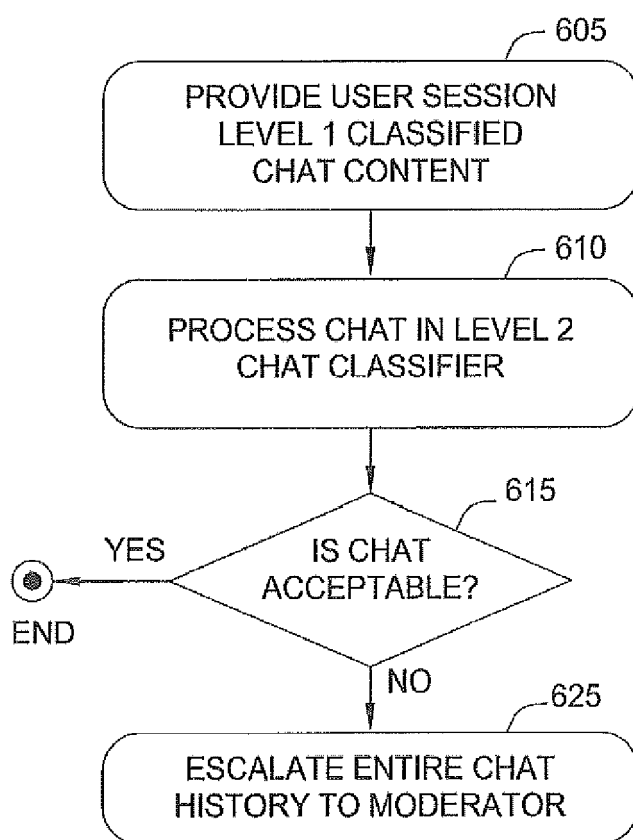 605
PROVIDE USER SESSION
LEVEL 1 CLASSIFIED
CHAT CONTENT
610
PROCESS CHAT IN LEVEL 2
CHAT CLASSIFIER
615
IS CHAT
ACCEPTABLE?
YES
END
NO
625
ESCALATE ENTIRE CHAT
HISTORY TO MODERATOR